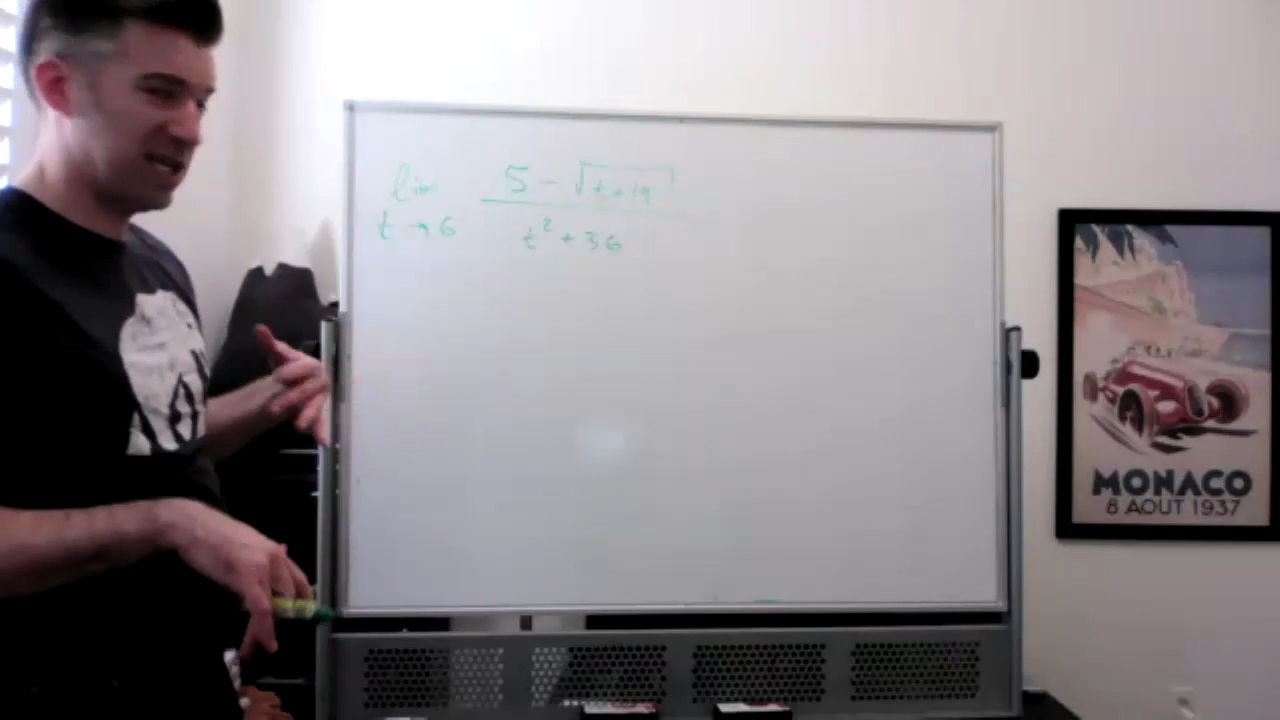 lim 5 - √t+19
t → 6 t² + 36
MONACO
8 AOUT 1937